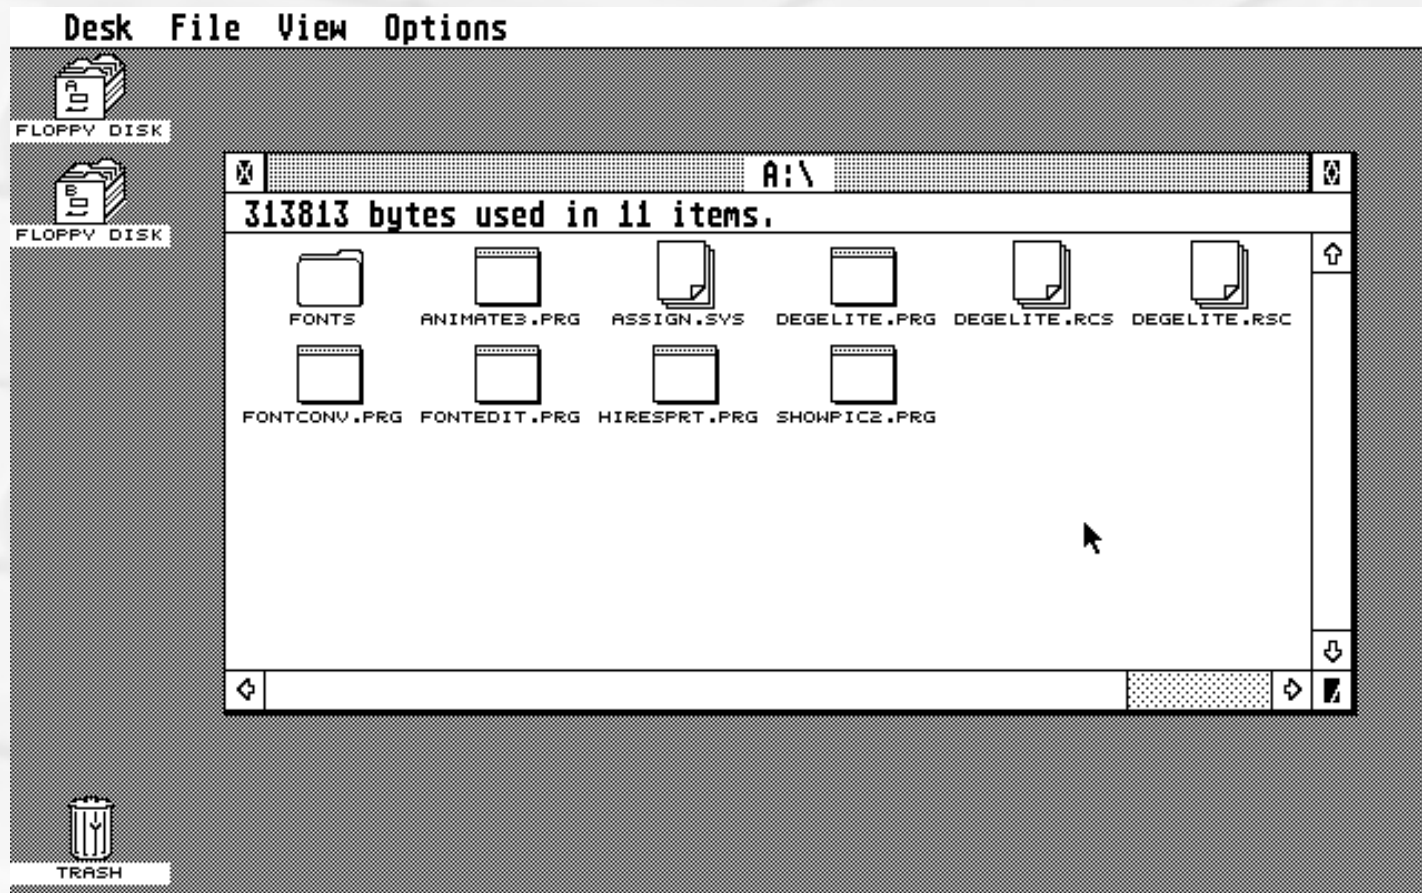 Desk File View Options
A
FLOPPY DISK
B
FLOPPY DISK
A:\
313813 bytes used in 11 items.
FONTS ANIMATE3.PRG ASSIGN.SYS DEGELITE.PRG DEGELITE.RCS DEGELITE.RSC
FONTCONV.PRG FONTEDIT.PRG HIRESPRT.PRG SHOWPIC2.PRG
TRASH